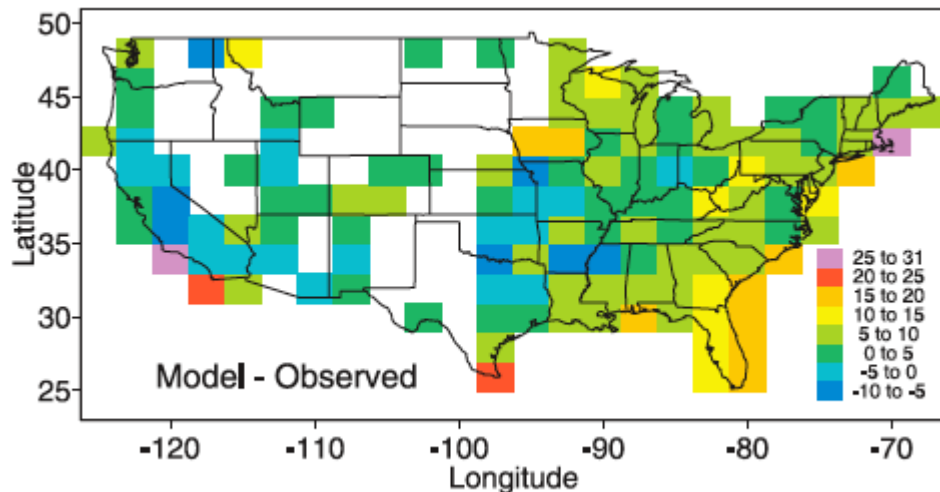 50
45
40
35
30
25
Latitude
Model - Observed
25 to 31
20 to 25
15 to 20
10 to 15
5 to 10
0 to 5
-5 to 0
-10 to -5
-120
-110
-100
-90
-80
-70
Longitude